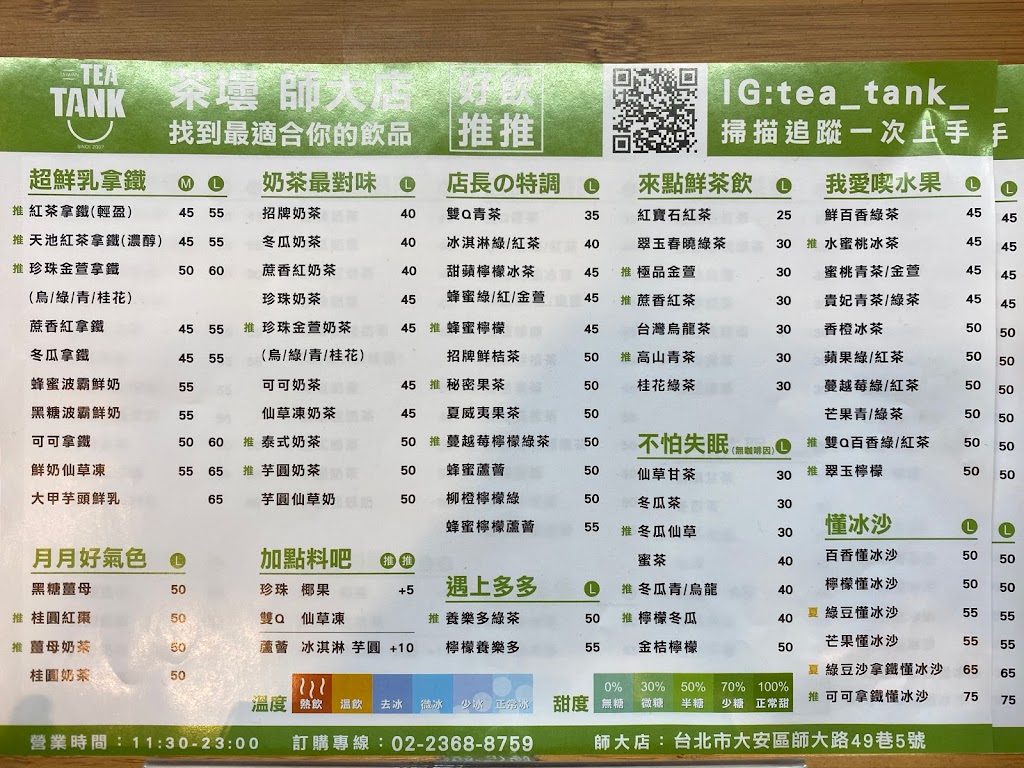 TEA
TANK
SINCE 2007
茶壜 師大店
找到最適合你的飲品
好飲
推推
IG:tea_tank_
掃描追蹤一次上手
超鮮乳拿鐵 M L
推 紅茶拿鐵(輕盈) 45 55
推 天池紅茶拿鐵(濃醇) 45 55
推 珍珠金萱拿鐵 50 60
(烏/綠/青/桂花)
蔗香紅拿鐵 45 55
冬瓜拿鐵 45 55
蜂蜜波霸鮮奶 55
黑糖波霸鮮奶 55
可可拿鐵 50 60
鮮奶仙草凍 55 65
大甲芋頭鮮乳 65
月月好氣色 L
黑糖薑母 50
推 桂圓紅棗 50
推 薑母奶茶 50
桂圓奶茶 50
奶茶最對味 L
招牌奶茶 40
冬瓜奶茶 40
蔗香紅奶茶 40
珍珠奶茶 45
推 珍珠金萱奶茶 45
(烏/綠/青/桂花)
可可奶茶 45
仙草凍奶茶 45
推 泰式奶茶 50
推 芋圓奶茶 50
芋圓仙草奶 50
加點料吧 推 推
珍珠 椰果 +5
雙Q 仙草凍
蘆薈 冰淇淋 芋圓 +10
店長の特調 L
雙Q青茶 35
冰淇淋綠/紅茶 40
甜蘋檸檬冰茶 45
蜂蜜綠/紅/金萱 45
推 蜂蜜檸檬 45
招牌鮮桔茶 50
推 秘密果茶 50
夏威夷果茶 50
推 蔓越莓檸檬綠茶 50
蜂蜜蘆薈 50
柳橙檸檬綠 50
蜂蜜檸檬蘆薈 55
遇上多多 L
推 養樂多綠茶 50
檸檬養樂多 55
來點鮮茶飲 L
紅寶石紅茶 25
翠玉春曉綠茶 30
推 極品金萱 30
推 蔗香紅茶 30
台灣烏龍茶 30
推 高山青茶 30
桂花綠茶 30
不怕失眠(無咖啡因) L
仙草甘茶 30
冬瓜茶 30
推 冬瓜仙草 30
蜜茶 40
推 冬瓜青/烏龍 40
推 檸檬冬瓜 40
金桔檸檬 50
我愛喫水果 L
鮮百香綠茶 45
推 水蜜桃冰茶 45
蜜桃青茶/金萱 45
貴妃青茶/綠茶 45
香橙冰茶 50
蘋果綠/紅茶 50
蔓越莓綠/紅茶 50
芒果青/綠茶 50
推 雙Q百香綠/紅茶 50
推 翠玉檸檬 50
懂冰沙 L
百香懂冰沙 50
檸檬懂冰沙 50
夏 綠豆懂冰沙 55
芒果懂冰沙 55
夏 綠豆沙拿鐵懂冰沙 65
推 可可拿鐵懂冰沙 75
_
手
L
45
45
45
45
50
50
50
50
50
50
L
50
50
55
55
65
75
溫度 熱飲 溫飲 去冰 微冰 少冰 正常冰
甜度 0% 30% 50% 70% 100%
無糖 微糖 半糖 少糖 正常甜
營業時間：11:30-23:00 訂購專線：02-2368-8759 師大店：台北市大安區師大路49巷5號